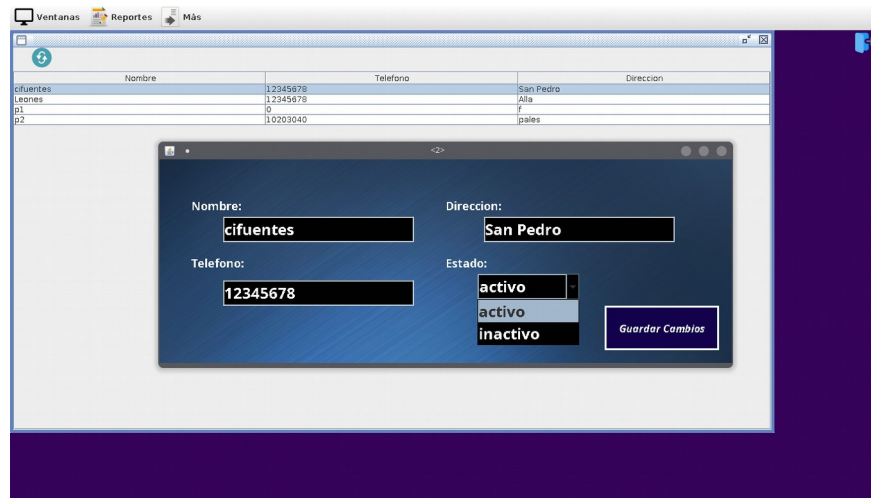 Ventanas Reportes Màs
Nombre Telefono Direccion
cifuentes 12345678 San Pedro
Leones 12345678 Alla
p1 0 f
p2 10203040 pales
<2>
Nombre: Direccion:
cifuentes San Pedro
Telefono: Estado:
12345678 activo
activo
inactivo
Guardar Cambios